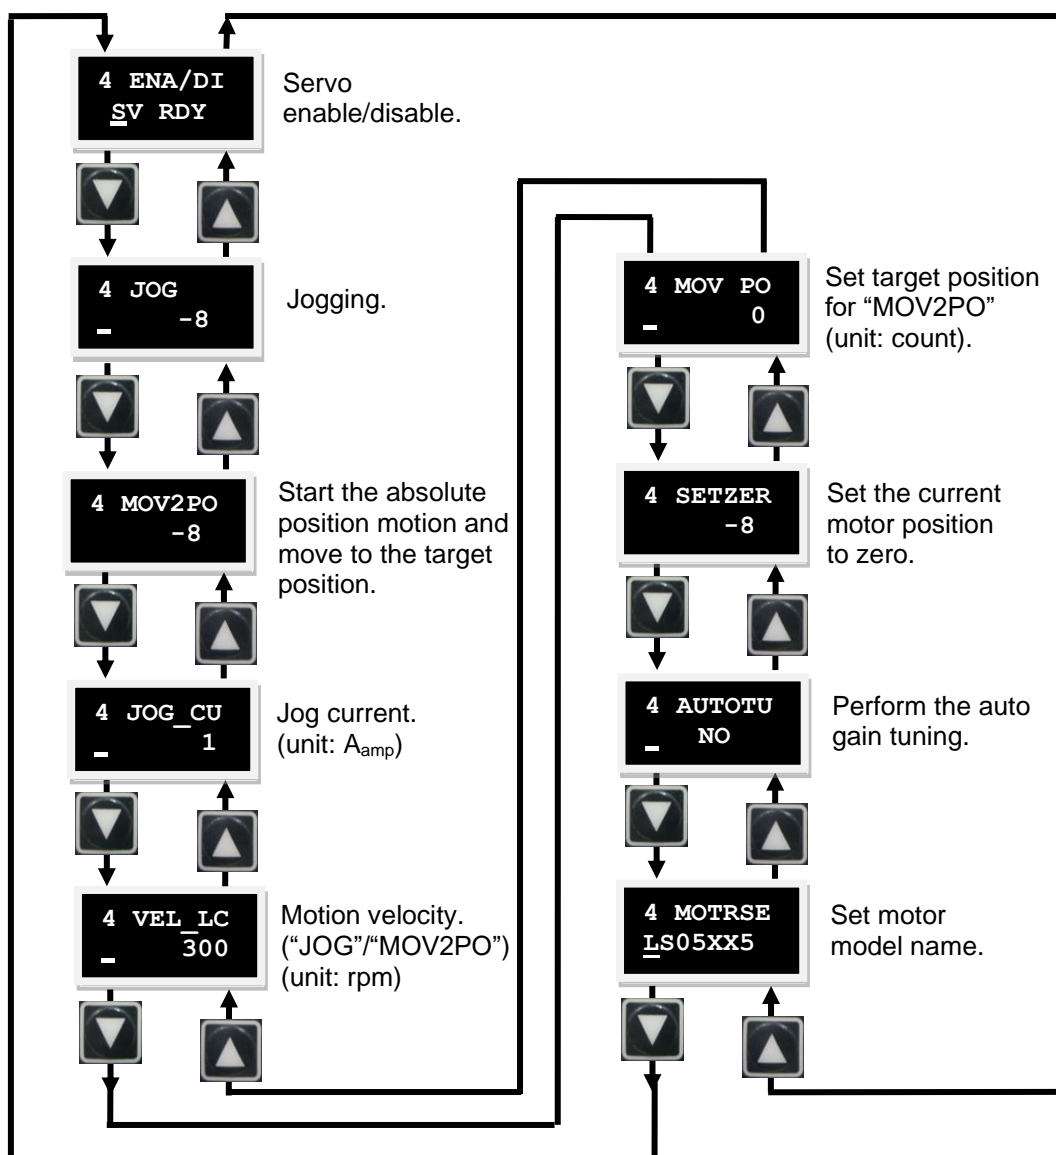 4 ENA/DI
SV RDY
Servo
enable/disable.
4 JOG
-8
Jogging.
4 MOV2PO
-8
Start the absolute
position motion and
move to the target
position.
4 JOG_CU
1
Jog current.
(unit: Aamp)
4 VEL_LC
300
Motion velocity.
(“JOG”/“MOV2PO”)
(unit: rpm)
4 MOV PO
0
Set target position
for “MOV2PO”
(unit: count).
4 SETZER
-8
Set the current
motor position
to zero.
4 AUTOTU
NO
Perform the auto
gain tuning.
4 MOTRSE
LS05XX5
Set motor
model name.